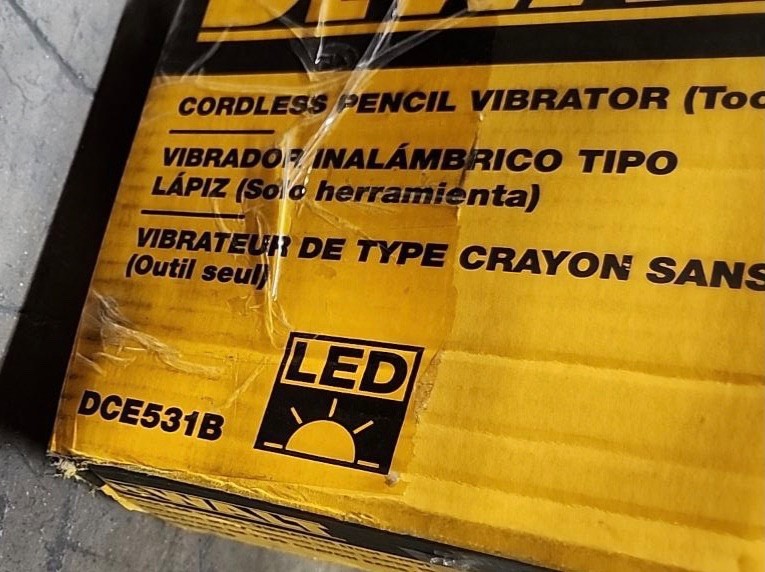 CORDLESS PENCIL VIBRATOR (Too
VIBRADOR INALÁMBRICO TIPO
LÁPIZ (Solo herramienta)
VIBRATEUR DE TYPE CRAYON SANS
(Outil seul)
LED
DCE531B